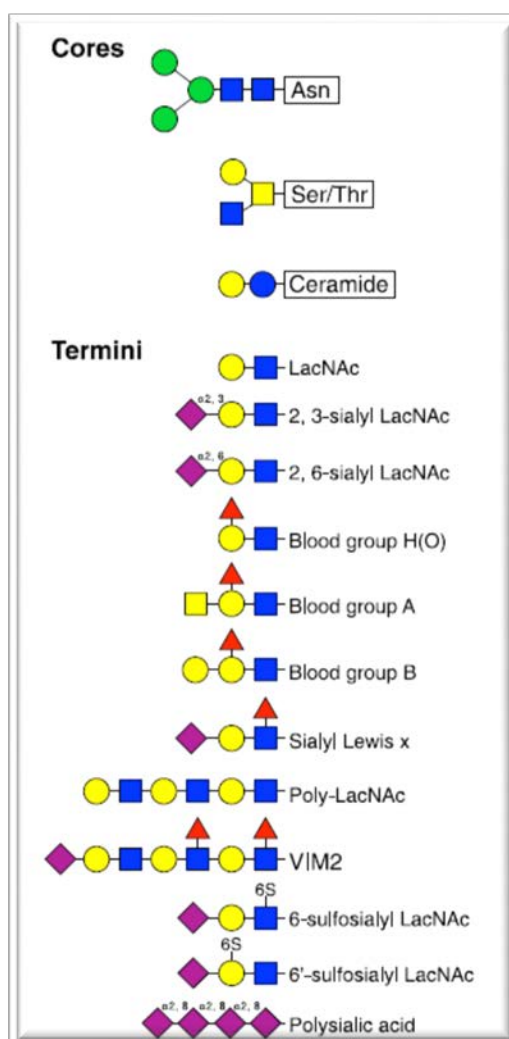 Cores
Asn
Ser/Thr
Ceramide
Termini
LacNAc
α2, 3
2, 3-sialyl LacNAc
α2, 6
2, 6-sialyl LacNAc
Blood group H(O)
Blood group A
Blood group B
Sialyl Lewis x
Poly-LacNAc
VIM2
6S
6-sulfosialyl LacNAc
6S
6'-sulfosialyl LacNAc
α2, 8 α2, 8 α2, 8
Polysialic acid